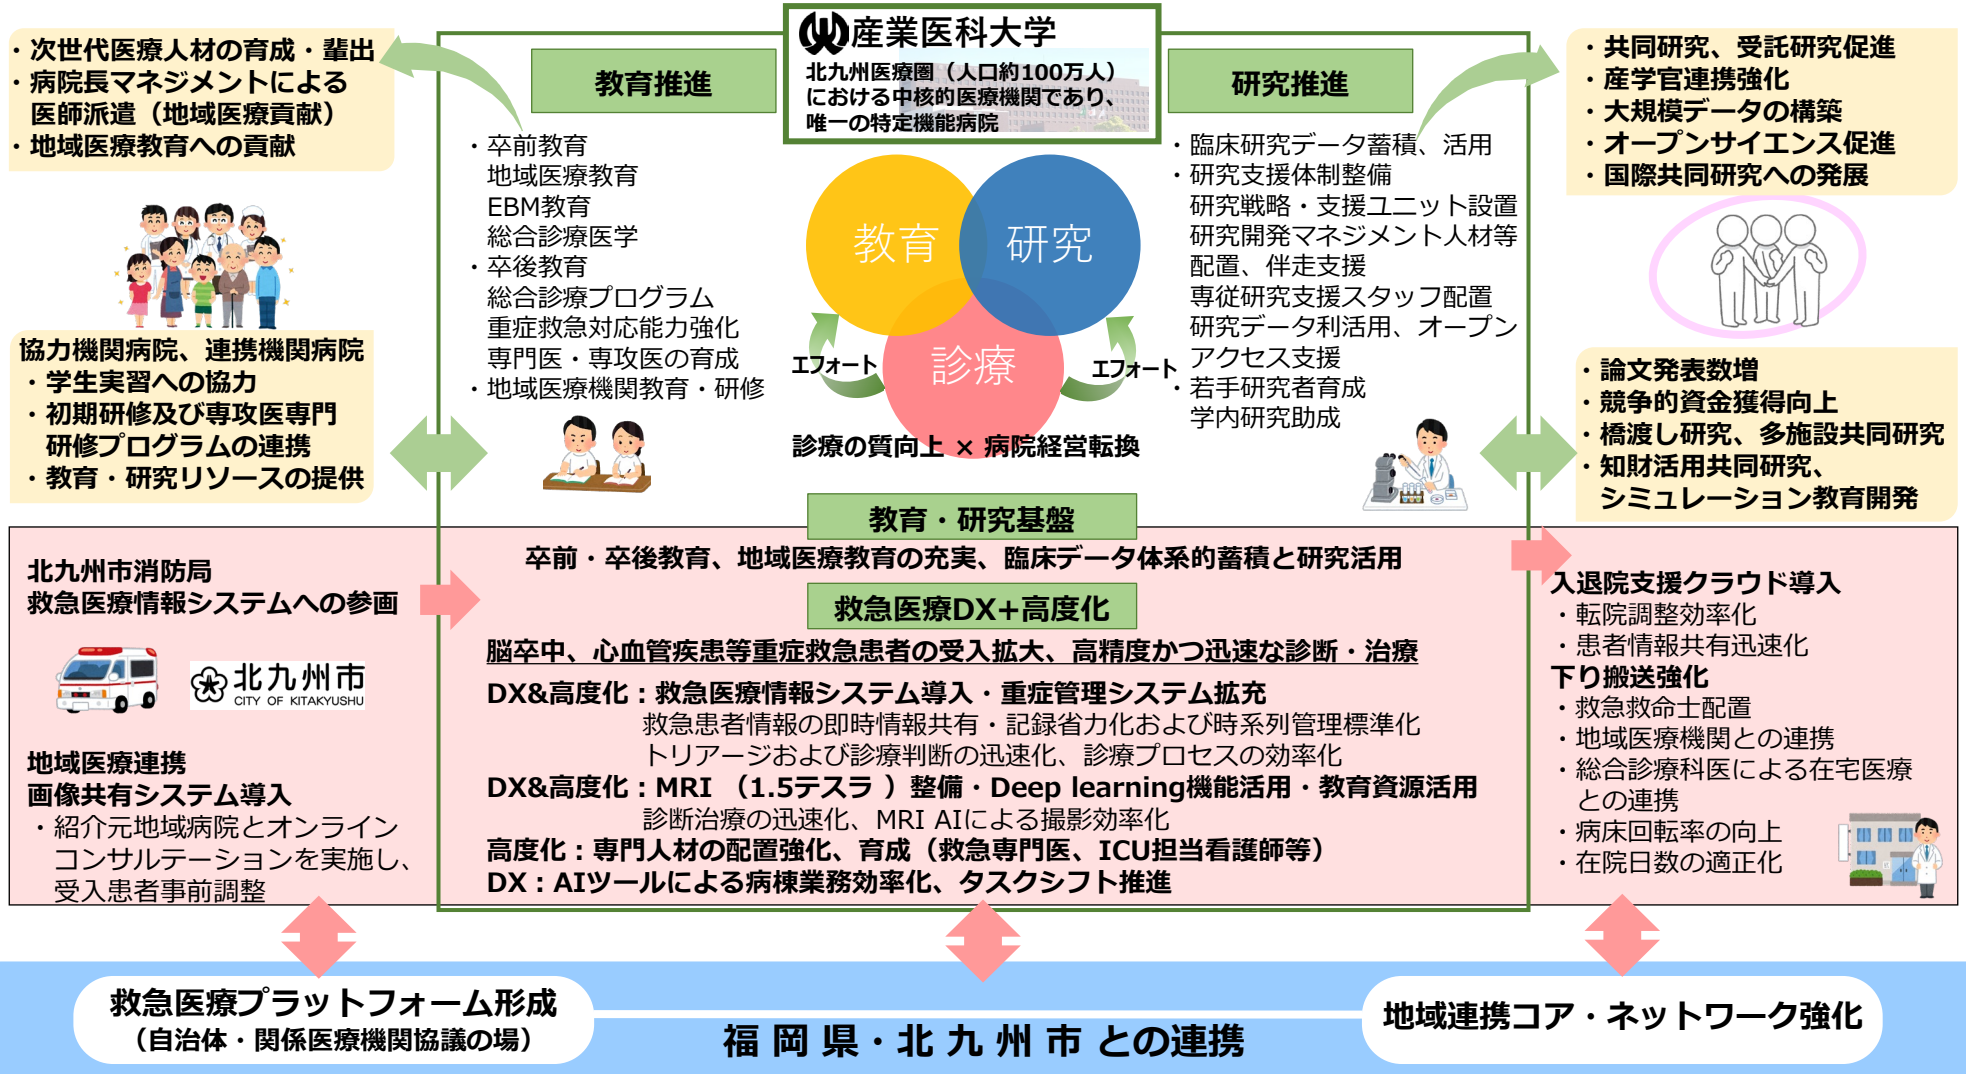 産業医科大学
北九州医療圏（人口約100万人）
における中核的医療機関であり、
唯一の特定機能病院
・次世代医療人材の育成・輩出
・病院長マネジメントによる
医師派遣（地域医療貢献）
・地域医療教育への貢献
協力機関病院、連携機関病院
・学生実習への協力
・初期研修及び専攻医専門
研修プログラムの連携
・教育・研究リソースの提供
教育推進
・卒前教育
地域医療教育
EBM教育
総合診療医学
・卒後教育
総合診療プログラム
重症救急対応能力強化
専門医・専攻医の育成
・地域医療機関教育・研修
教育
研究
診療
エフォート
エフォート
診療の質向上 × 病院経営転換
研究推進
・臨床研究データ蓄積、活用
・研究支援体制整備
研究戦略・支援ユニット設置
研究開発マネジメント人材等
配置、伴走支援
専従研究支援スタッフ配置
研究データ利活用、オープン
アクセス支援
・若手研究者育成
学内研究助成
・共同研究、受託研究促進
・産学官連携強化
・大規模データの構築
・オープンサイエンス促進
・国際共同研究への発展
・論文発表数増
・競争的資金獲得向上
・橋渡し研究、多施設共同研究
・知財活用共同研究、
シミュレーション教育開発
教育・研究基盤
卒前・卒後教育、地域医療教育の充実、臨床データ体系的蓄積と研究活用
救急医療DX+高度化
脳卒中、心血管疾患等重症救急患者の受入拡大、高精度かつ迅速な診断・治療
DX&高度化：救急医療情報システム導入・重症管理システム拡充
救急患者情報の即時情報共有・記録省力化および時系列管理標準化
トリアージおよび診療判断の迅速化、診療プロセスの効率化
DX&高度化：MRI （1.5テスラ ）整備・Deep learning機能活用・教育資源活用
診断治療の迅速化、MRI AIによる撮影効率化
高度化：専門人材の配置強化、育成（救急専門医、ICU担当看護師等）
DX：AIツールによる病棟業務効率化、タスクシフト推進
北九州市消防局
救急医療情報システムへの参画
北九州市
CITY OF KITAKYUSHU
地域医療連携
画像共有システム導入
・紹介元地域病院とオンライン
コンサルテーションを実施し、
受入患者事前調整
入退院支援クラウド導入
・転院調整効率化
・患者情報共有迅速化
下り搬送強化
・救急救命士配置
・地域医療機関との連携
・総合診療科医による在宅医療
との連携
・病床回転率の向上
・在院日数の適正化
救急医療プラットフォーム形成
（自治体・関係医療機関協議の場）
福 岡 県・北 九 州 市 との連携
地域連携コア・ネットワーク強化